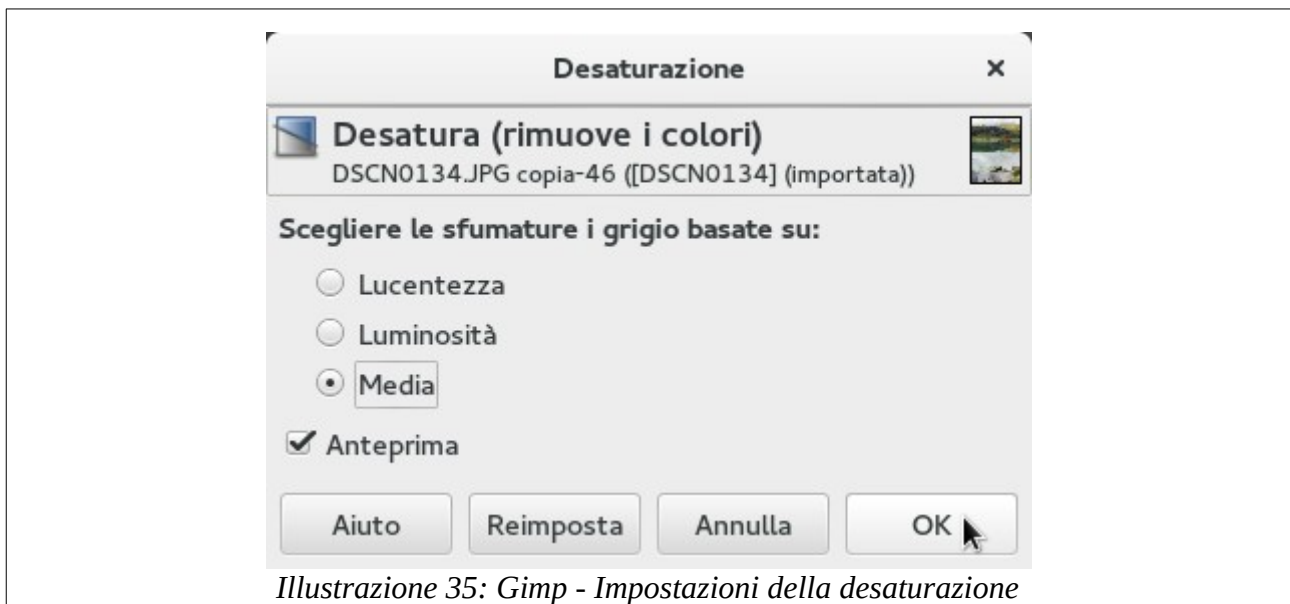 Desaturazione
Desatura (rimuove i colori)
DSCN0134.JPG copia-46 ([DSCN0134] (importata))
Scegliere le sfumature i grigio basate su:
Lucentezza
Luminosità
Media
Anteprima
Aiuto Reimposta Annulla OK
Illustrazione 35: Gimp - Impostazioni della desaturazione